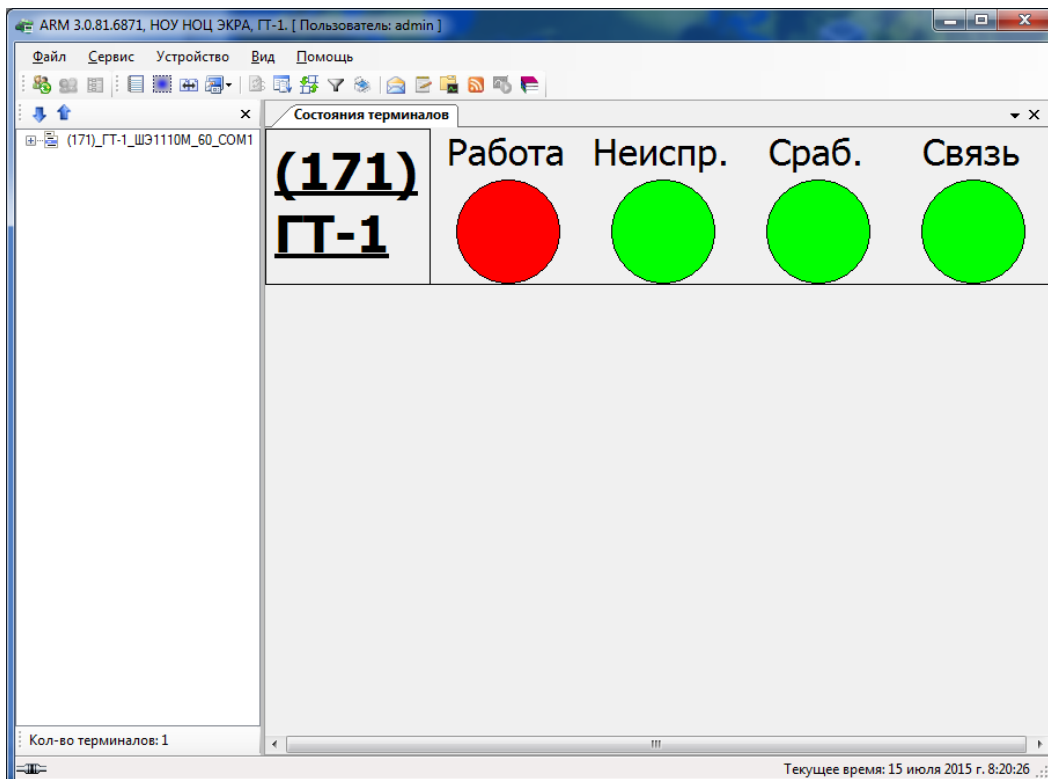 ARM 3.0.81.6871, НОУ НОЦ ЭКРА, ГТ-1. [ Пользователь: admin ]
Файл Сервис Устройство Вид Помощь
Состояния терминалов
(171)_ГТ-1_ШЭ1110М_60_COM1
(171)
ГТ-1
Работа Неиспр. Сраб. Связь
Кол-во терминалов: 1
Текущее время: 15 июля 2015 г. 8:20:26